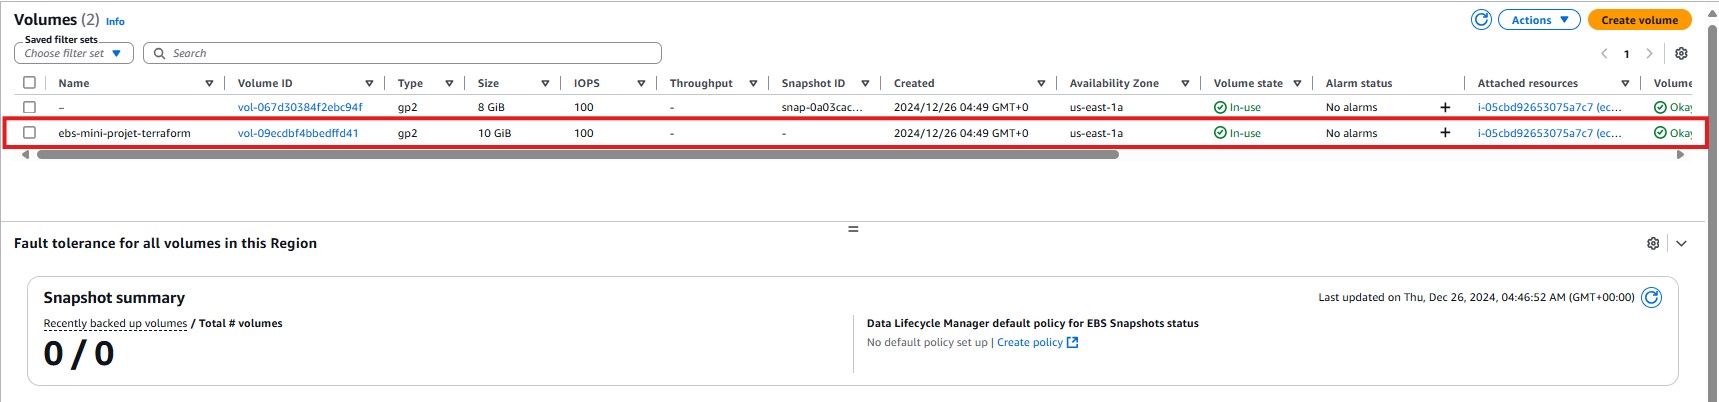 Volumes (2) Info
Actions Create volume
Saved filter sets
Choose filter set Search 1
Name Volume ID Type Size IOPS Throughput Snapshot ID Created Availability Zone Volume state Alarm status Attached resources Volume
– vol-067d30384f2ebc94f gp2 8 GiB 100 - snap-0a03cac... 2024/12/26 04:49 GMT+0 us-east-1a In-use No alarms + i-05cbd92653075a7c7 (ec... Okay
ebs-mini-projet-terraform vol-09ecdbf4bbedffd41 gp2 10 GiB 100 - - 2024/12/26 04:49 GMT+0 us-east-1a In-use No alarms + i-05cbd92653075a7c7 (ec... Okay
Fault tolerance for all volumes in this Region
Snapshot summary
Last updated on Thu, Dec 26, 2024, 04:46:52 AM (GMT+00:00)
Recently backed up volumes / Total # volumes
0 / 0
Data Lifecycle Manager default policy for EBS Snapshots status
No default policy set up | Create policy